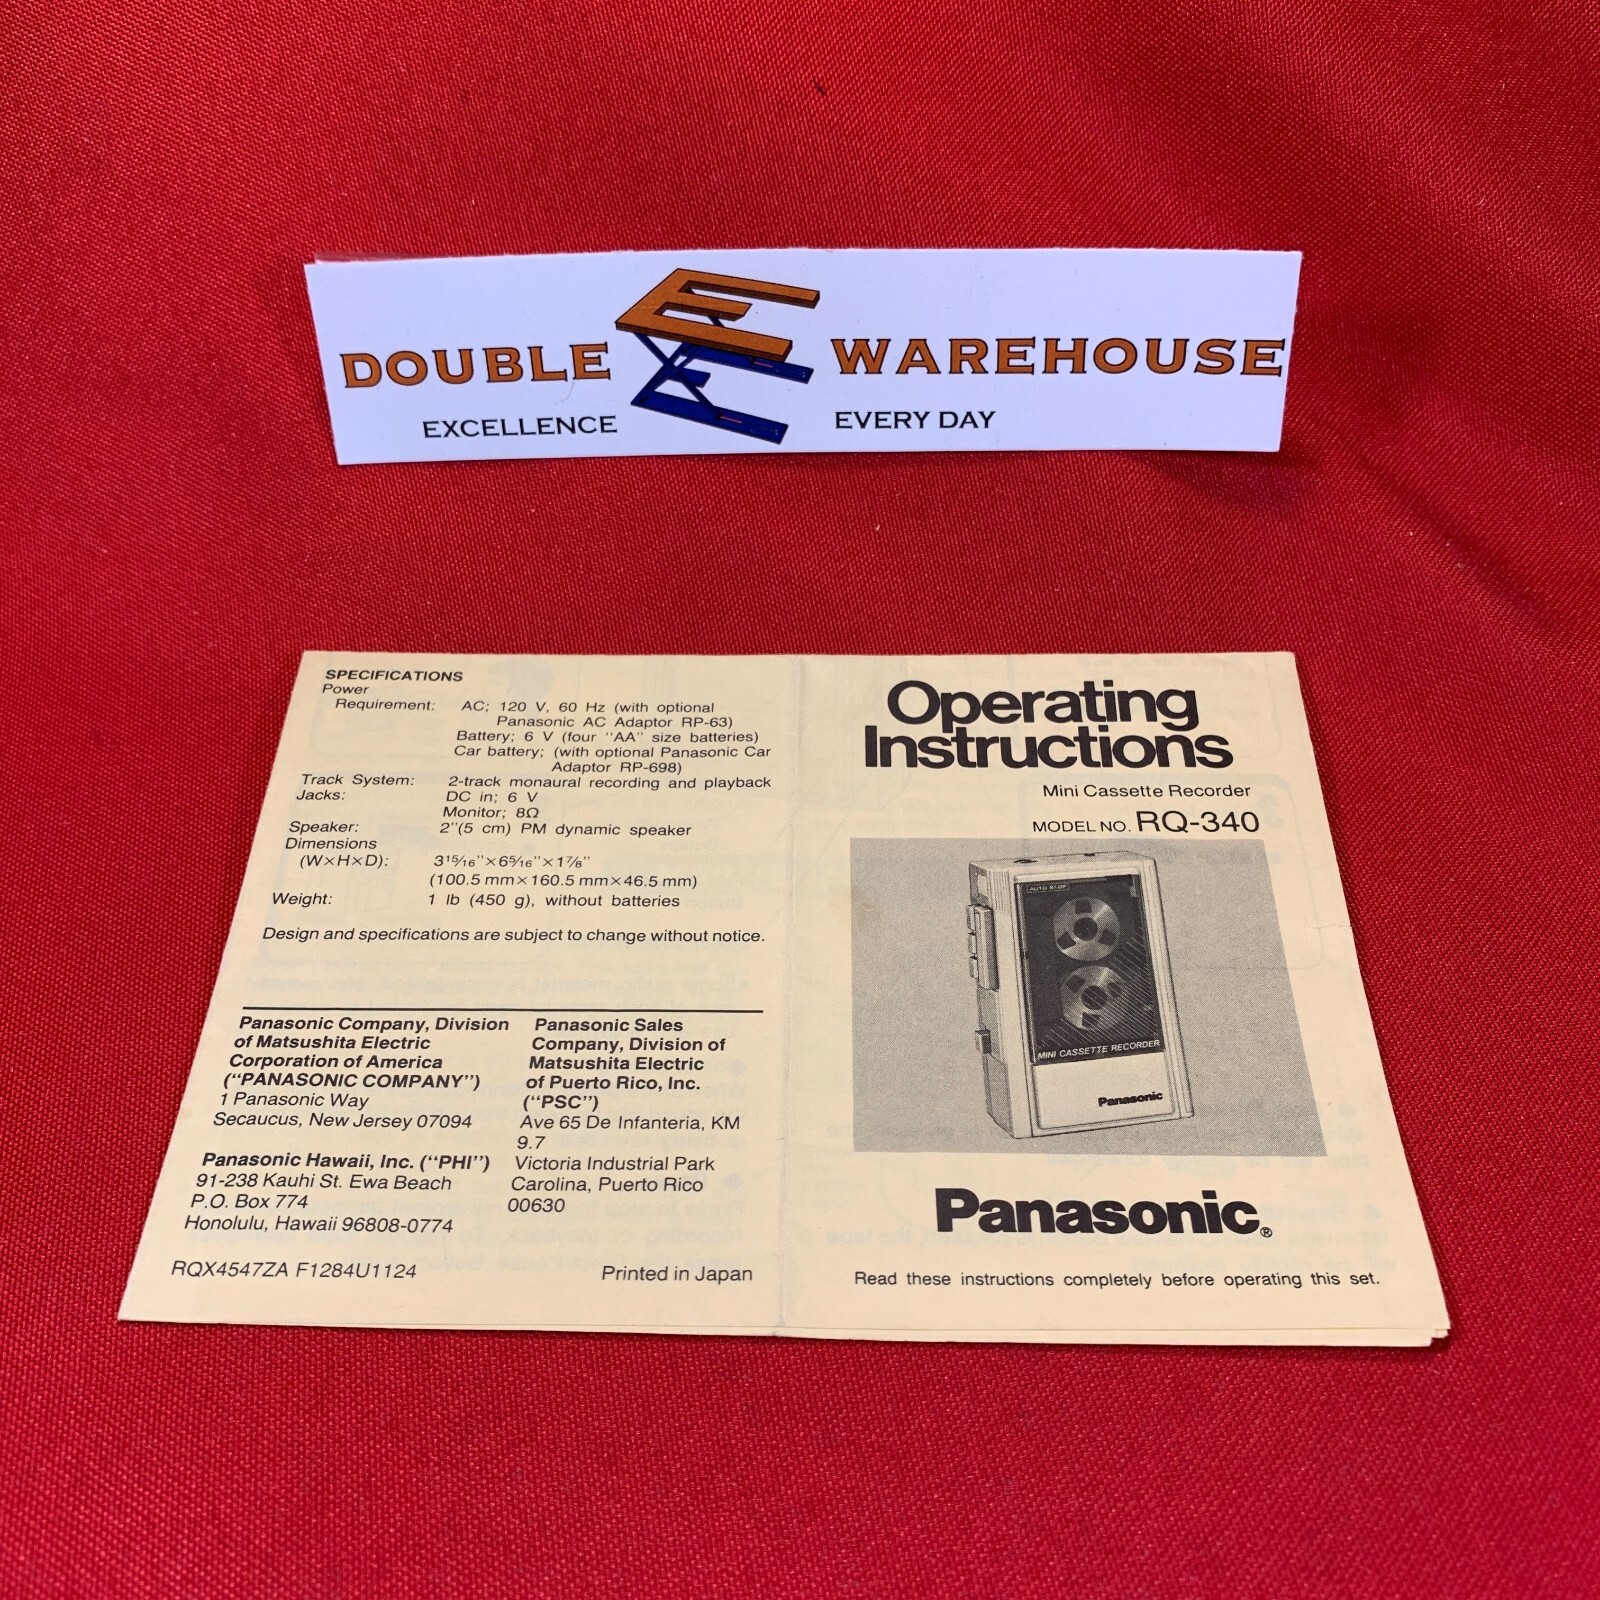 DOUBLE EE WAREHOUSE
EXCELLENCE EVERY DAY
SPECIFICATIONS
Power
Requirement: AC; 120 V, 60 Hz (with optional
Panasonic AC Adaptor RP-63)
Battery; 6 V (four "AA" size batteries)
Car battery; (with optional Panasonic Car
Adaptor RP-698)
Track System: 2-track monaural recording and playback
Jacks: DC in; 6 V
Monitor; 8Ω
Speaker: 2"(5 cm) PM dynamic speaker
Dimensions
(W×H×D): 3 15/16"×6 5/16"×1 7/8"
(100.5 mm×160.5 mm×46.5 mm)
Weight: 1 lb (450 g), without batteries
Design and specifications are subject to change without notice.
Panasonic Company, Division
of Matsushita Electric
Corporation of America
("PANASONIC COMPANY")
1 Panasonic Way
Secaucus, New Jersey 07094
Panasonic Hawaii, Inc. ("PHI")
91-238 Kauhi St. Ewa Beach
P.O. Box 774
Honolulu, Hawaii 96808-0774
Panasonic Sales
Company, Division of
Matsushita Electric
of Puerto Rico, Inc.
("PSC")
Ave 65 De Infanteria, KM
9.7
Victoria Industrial Park
Carolina, Puerto Rico
00630
RQX4547ZA F1284U1124 Printed in Japan
Operating
Instructions
Mini Cassette Recorder
MODEL NO. RQ-340
AUTO STOP
MINI CASSETTE RECORDER
Panasonic
Panasonic®
Read these instructions completely before operating this set.